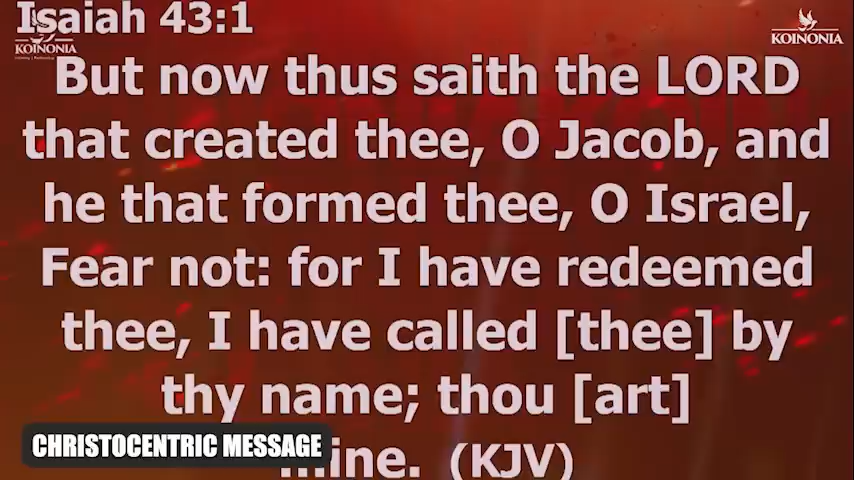 Isaiah 43:1
KOINONIA
KOINONIA
But now thus saith the LORD
that created thee, O Jacob, and
he that formed thee, O Israel,
Fear not: for I have redeemed
thee, I have called [thee] by
thy name; thou [art]
mine. (KJV)
CHRISTOCENTRIC MESSAGE